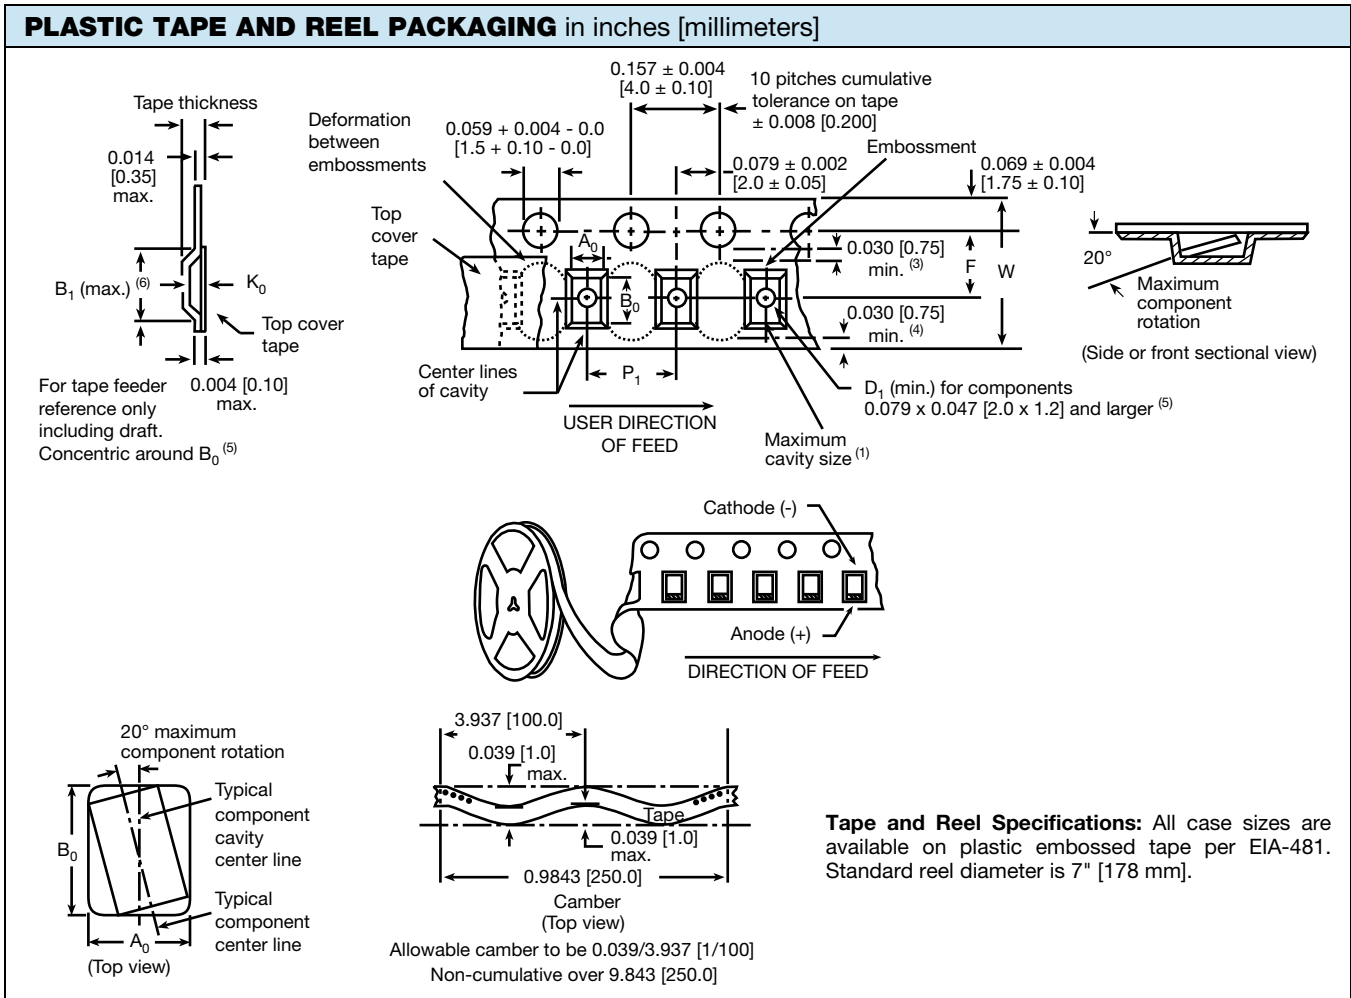 PLASTIC TAPE AND REEL PACKAGING in inches [millimeters]
Tape thickness
0.014
[0.35]
max.
B1 (max.) (6)
K0
Top cover
tape
0.004 [0.10]
max.
For tape feeder
reference only
including draft.
Concentric around B0 (5)
Deformation
between
embossments
Top
cover
tape
0.059 + 0.004 - 0.0
[1.5 + 0.10 - 0.0]
0.157 ± 0.004
[4.0 ± 0.10]
10 pitches cumulative
tolerance on tape
± 0.008 [0.200]
0.079 ± 0.002
[2.0 ± 0.05]
Embossment
0.069 ± 0.004
[1.75 ± 0.10]
A0
B0
0.030 [0.75]
min. (3)
F
W
0.030 [0.75]
min. (4)
Center lines
of cavity
P1
USER DIRECTION
OF FEED
D1 (min.) for components
0.079 x 0.047 [2.0 x 1.2] and larger (5)
Maximum
cavity size (1)
20°
Maximum
component
rotation
(Side or front sectional view)
Cathode (-)
Anode (+)
DIRECTION OF FEED
20° maximum
component rotation
Typical
component
cavity
center line
B0
Typical
component
center line
A0
(Top view)
3.937 [100.0]
0.039 [1.0]
max.
Tape
0.039 [1.0]
max.
0.9843 [250.0]
Camber
(Top view)
Allowable camber to be 0.039/3.937 [1/100]
Non-cumulative over 9.843 [250.0]
Tape and Reel Specifications: All case sizes are
available on plastic embossed tape per EIA-481.
Standard reel diameter is 7" [178 mm].